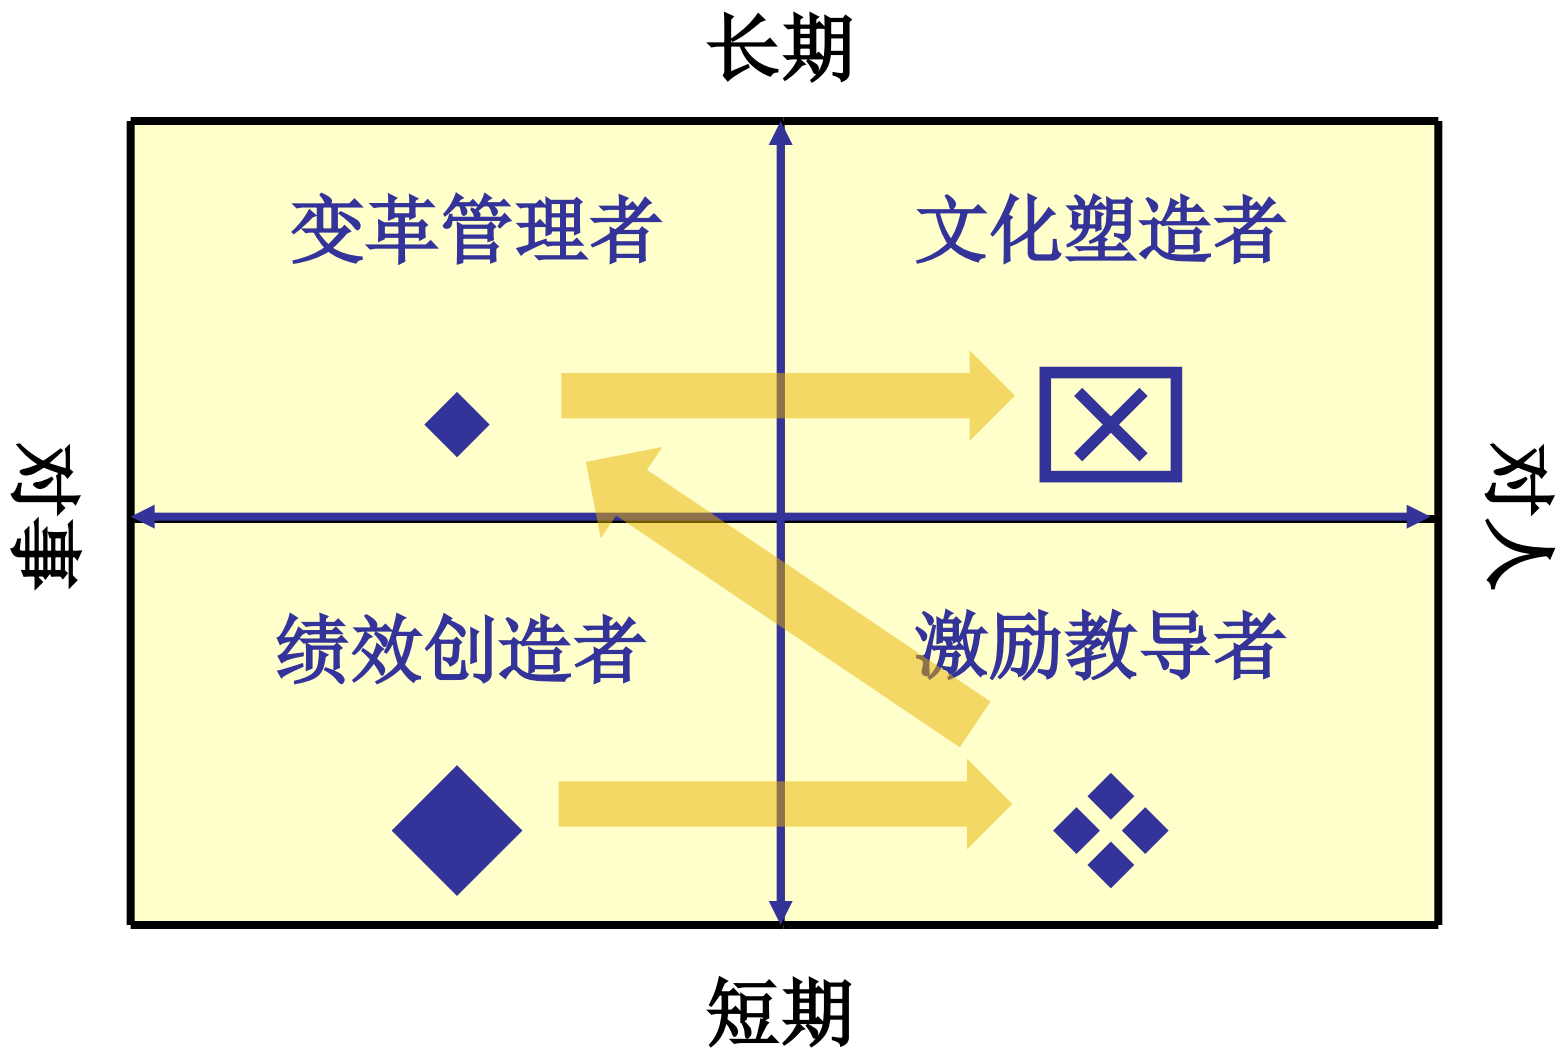 长期
变革管理者
文化塑造者
对事
对人
绩效创造者
激励教导者
短期